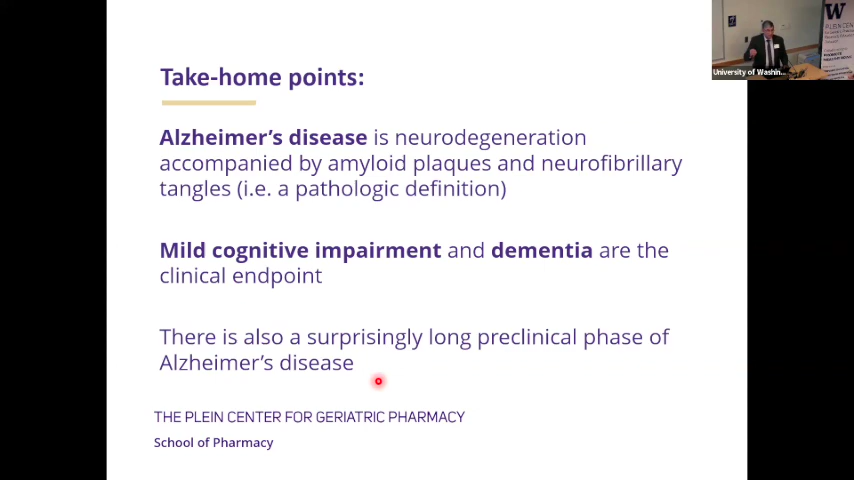 Take-home points:
Alzheimer's disease is neurodegeneration
accompanied by amyloid plaques and neurofibrillary
tangles (i.e. a pathologic definition)
Mild cognitive impairment and dementia are the
clinical endpoint
There is also a surprisingly long preclinical phase of
Alzheimer's disease
THE PLEIN CENTER FOR GERIATRIC PHARMACY
School of Pharmacy
University of Washin...
W
PLEIN CENTER